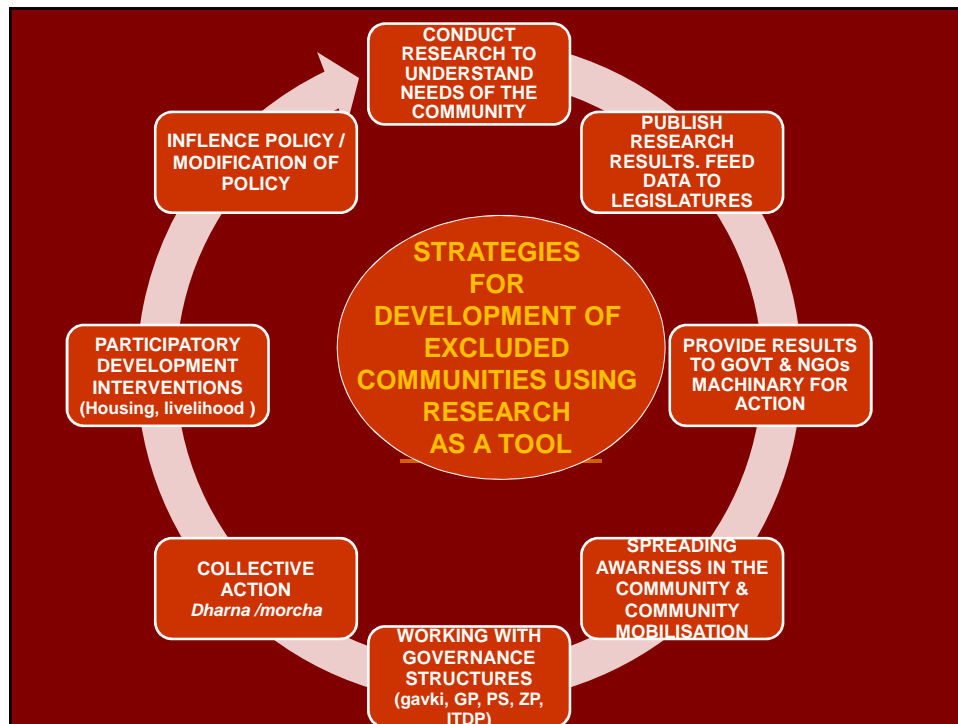 CONDUCT
RESEARCH TO
UNDERSTAND
NEEDS OF THE
COMMUNITY
PUBLISH
RESEARCH
RESULTS. FEED
DATA TO
LEGISLATURES
PROVIDE RESULTS
TO GOVT & NGOs
MACHINARY FOR
ACTION
SPREADING
AWARNESS IN THE
COMMUNITY &
COMMUNITY
MOBILISATION
WORKING WITH
GOVERNANCE
STRUCTURES
(gavki, GP, PS, ZP,
ITDP)
COLLECTIVE
ACTION
Dharna /morcha
PARTICIPATORY
DEVELOPMENT
INTERVENTIONS
(Housing, livelihood )
INFLENCE POLICY /
MODIFICATION OF
POLICY
STRATEGIES
FOR
DEVELOPMENT OF
EXCLUDED
COMMUNITIES USING
RESEARCH
AS A TOOL